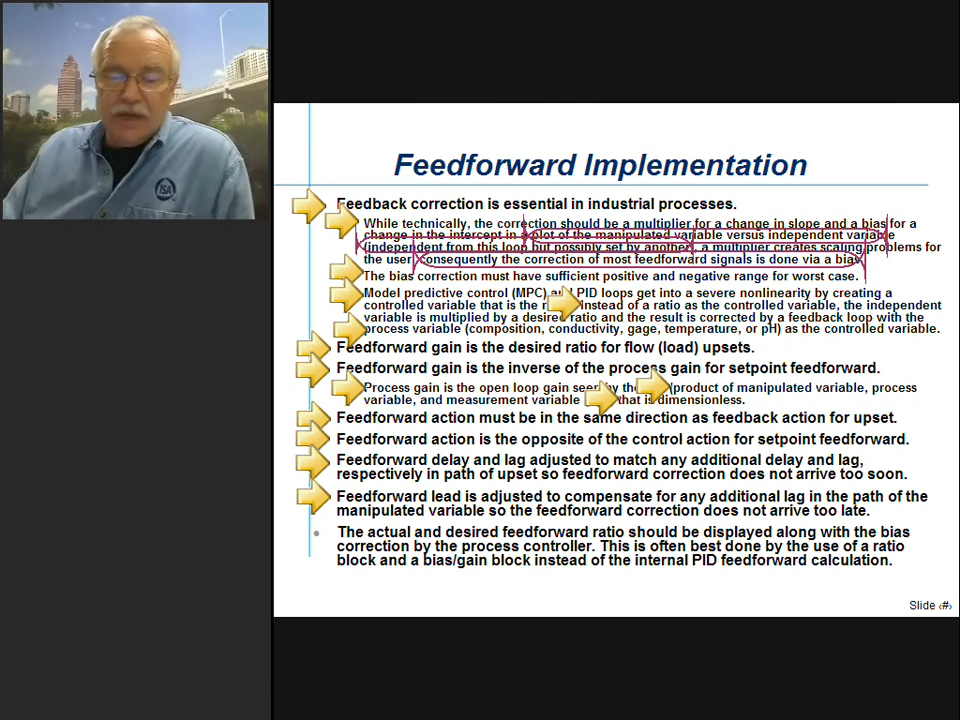 ISA
Feedforward Implementation
Feedback correction is essential in industrial processes.
While technically, the correction should be a multiplier for a change in slope and a bias for a
change in the intercept in a plot of the manipulated variable versus independent variable
(independent from this loop but possibly set by another, a multiplier creates scaling problems for
the user, consequently the correction of most feedforward signals is done via a bias.
The bias correction must have sufficient positive and negative range for worst case.
Model predictive control (MPC) and PID loops get into a severe nonlinearity by creating a
controlled variable that is the Instead of a ratio as the controlled variable, the independent
variable is multiplied by a desired ratio and the result is corrected by a feedback loop with the
process variable (composition, conductivity, gage, temperature, or pH) as the controlled variable.
Feedforward gain is the desired ratio for flow (load) upsets.
Feedforward gain is the inverse of the process gain for setpoint feedforward.
Process gain is the open loop gain seen by the (product of manipulated variable, process
variable, and measurement variable that is dimensionless.
Feedforward action must be in the same direction as feedback action for upset.
Feedforward action is the opposite of the control action for setpoint feedforward.
Feedforward delay and lag adjusted to match any additional delay and lag,
respectively in path of upset so feedforward correction does not arrive too soon.
Feedforward lead is adjusted to compensate for any additional lag in the path of the
manipulated variable so the feedforward correction does not arrive too late.
The actual and desired feedforward ratio should be displayed along with the bias
correction by the process controller. This is often best done by the use of a ratio
block and a bias/gain block instead of the internal PID feedforward calculation.
Slide ‹#›